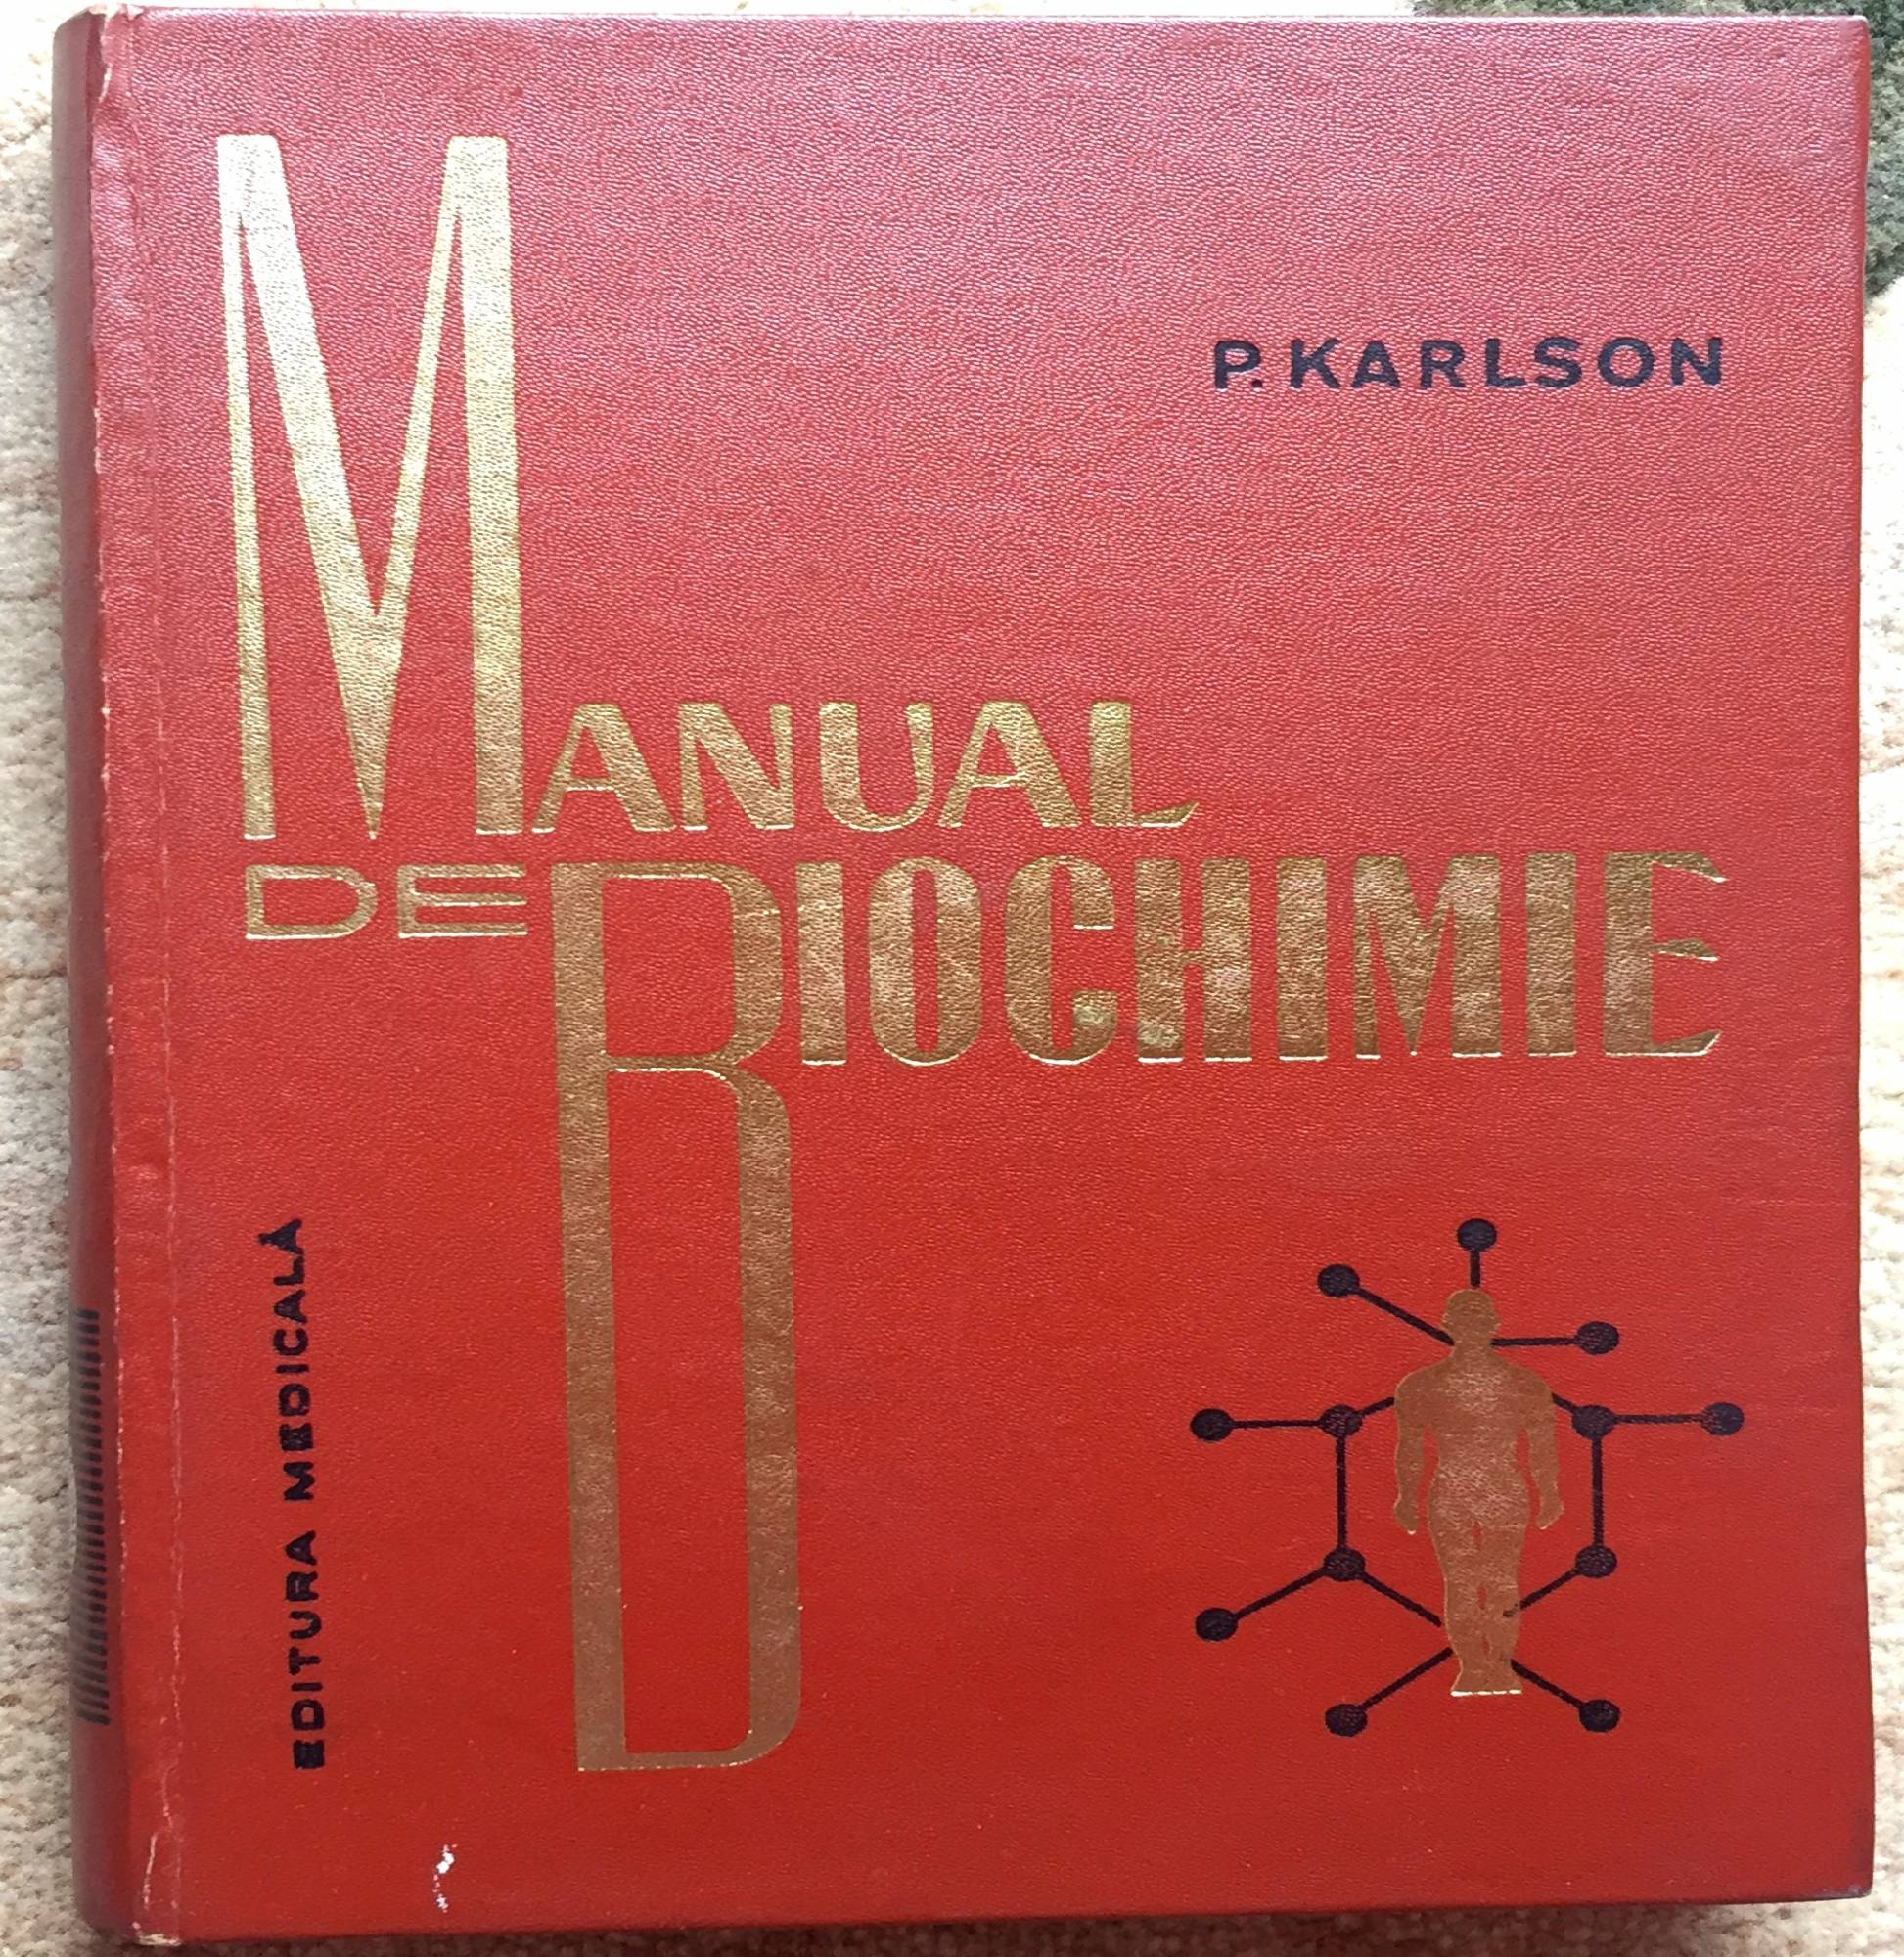 P. KARLSON
MANUAL
DE BIOCHIMIE
EDITURA MEDICALĂ